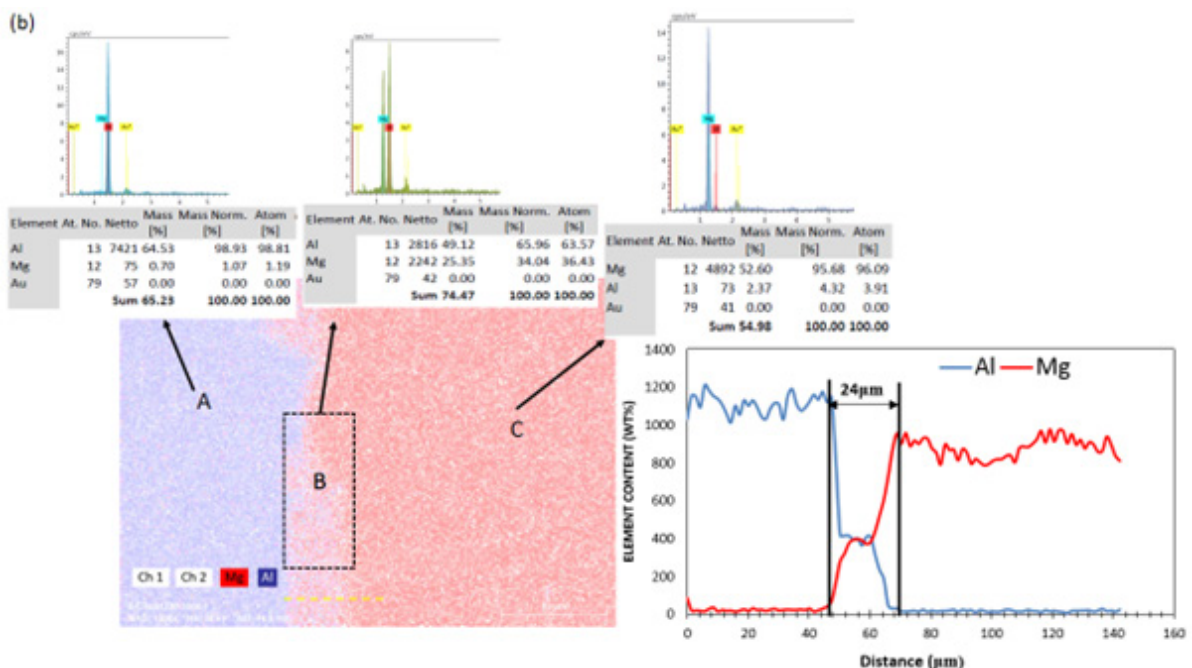 (b)
Element At. No. Netto Mass [%] Mass Norm. [%] Atom [%]
Al 13 7421 64.53 98.93 98.81
Mg 12 75 0.70 1.07 1.19
Au 79 57 0.00 0.00 0.00
Sum 65.23 100.00 100.00
Element At. No. Netto Mass [%] Mass Norm. [%] Atom [%]
Al 13 2816 49.12 65.96 63.57
Mg 12 2242 25.35 34.04 36.43
Au 79 42 0.00 0.00 0.00
Sum 74.47 100.00 100.00
Element At. No. Netto Mass [%] Mass Norm. [%] Atom [%]
Mg 12 4892 52.60 95.68 96.09
Al 13 73 2.37 4.32 3.91
Au 79 41 0.00 0.00 0.00
Sum 54.98 100.00 100.00
A
B
C
Ch 1 Ch 2 Mg Al
Al Mg
24μm
ELEMENT CONTENT (WT%)
1400
1200
1000
800
600
400
200
0
0 20 40 60 80 100 120 140 160
Distance (μm)